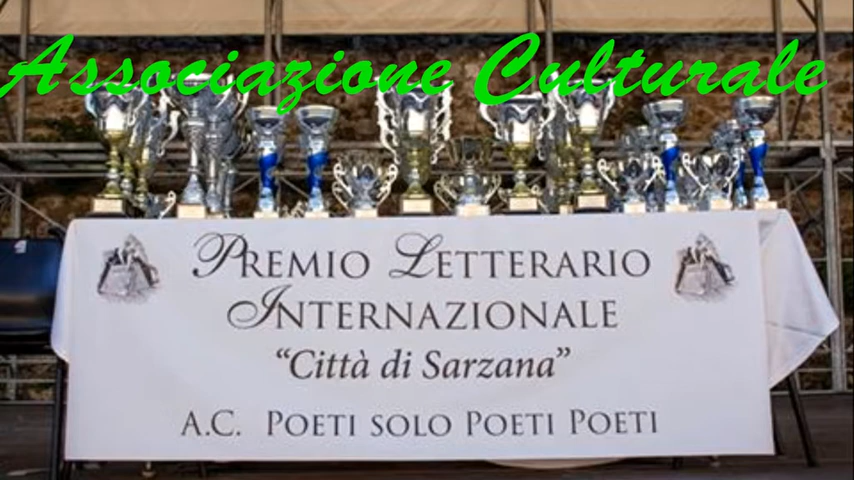 Associazione Culturale
PREMIO LETTERARIO
INTERNAZIONALE
“Città di Sarzana”
A.C. POETI SOLO POETI POETI